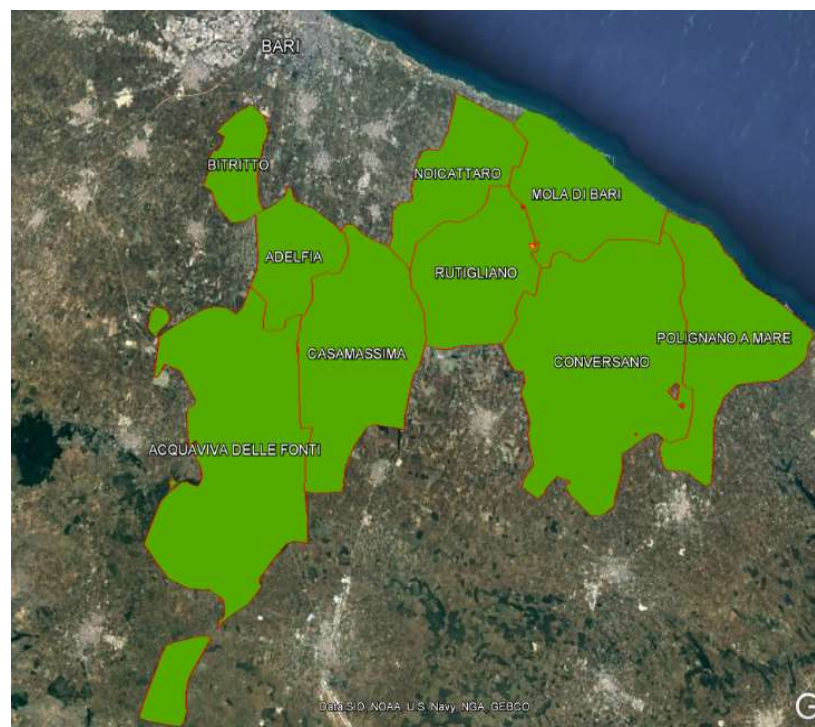 BARI
BITRITTO
NOICATTARO
MOLA DI BARI
ADELFIA
RUTIGLIANO
POLIGNANO A MARE
CASAMASSIMA
CONVERSANO
ACQUAVIVA DELLE FONTI
Data SIO, NOAA, U.S. Navy, NGA, GEBCO
G